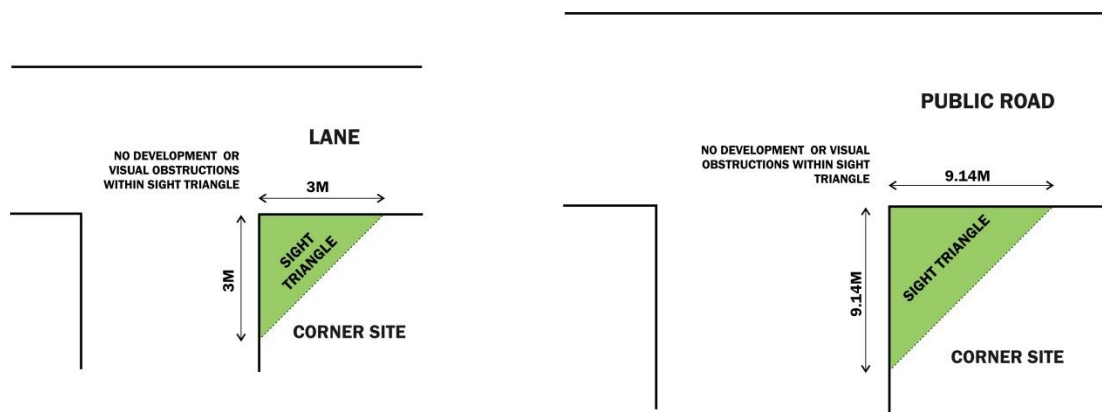 LANE
NO DEVELOPMENT OR
VISUAL OBSTRUCTIONS
WITHIN SIGHT TRIANGLE
3M
3M
SIGHT
TRIANGLE
CORNER SITE
PUBLIC ROAD
NO DEVELOPMENT OR VISUAL
OBSTRUCTIONS WITHIN SIGHT
TRIANGLE
9.14M
9.14M
SIGHT TRIANGLE
CORNER SITE